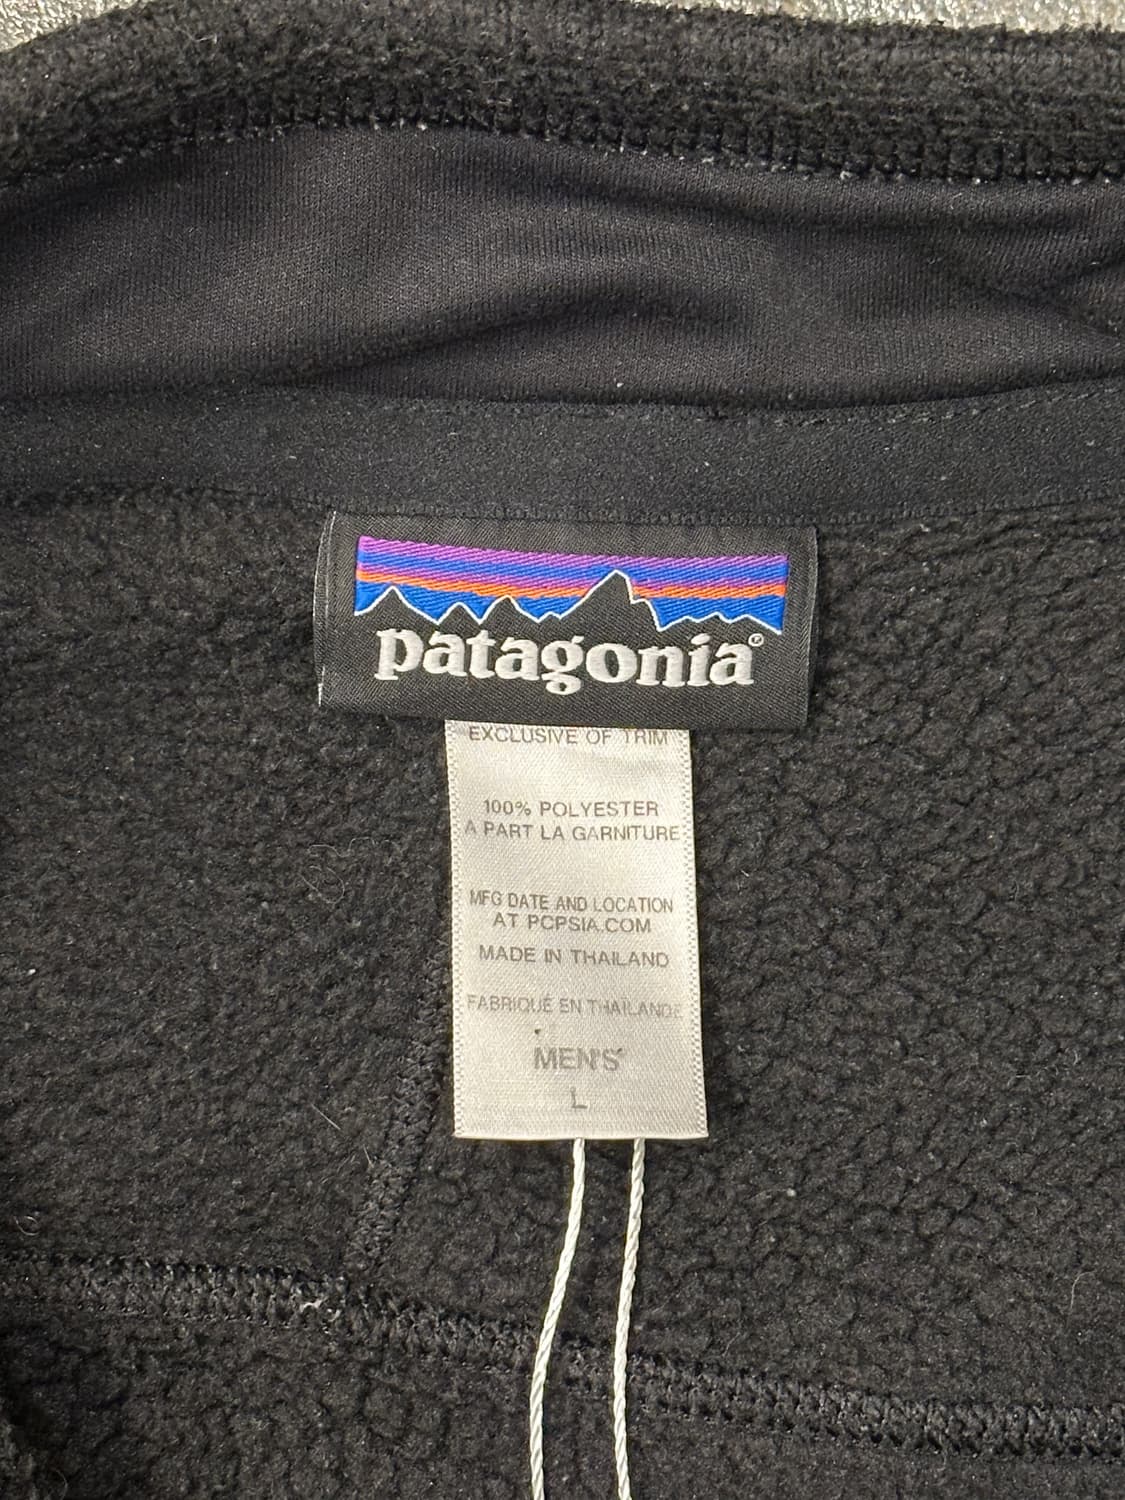 patagonia®
EXCLUSIVE OF TRIM
100% POLYESTER
A PART LA GARNITURE
MFG DATE AND LOCATION
AT PCPSIA.COM
MADE IN THAILAND
FABRIQUÉ EN THAILANDE
MEN'S
L